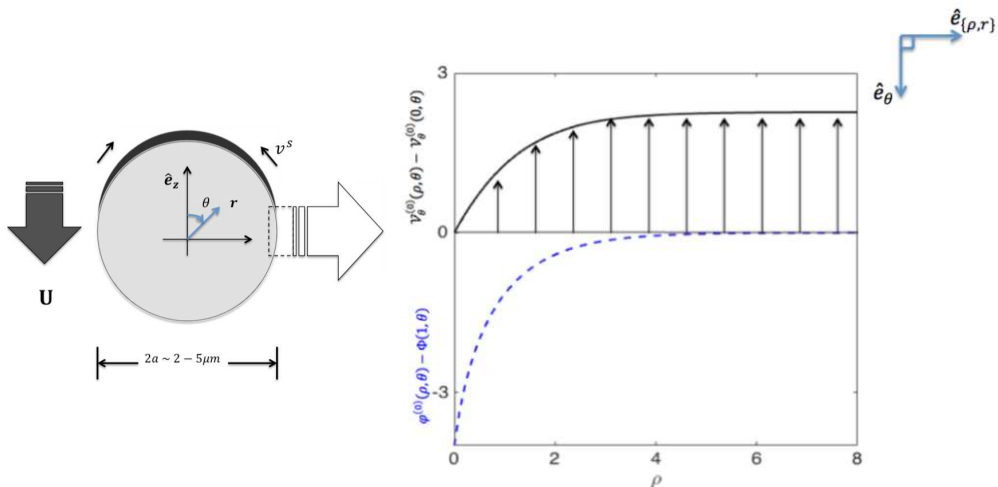 v^s
ê_z
θ
r
U
2a ~ 2 − 5μm
ê_{ρ,r}
ê_θ
v_θ^{(0)}(ρ,θ) − v_θ^{(0)}(0,θ)
φ^{(0)}(ρ,θ) − Φ(1,θ)
3
0
-3
0
2
4
6
8
ρ